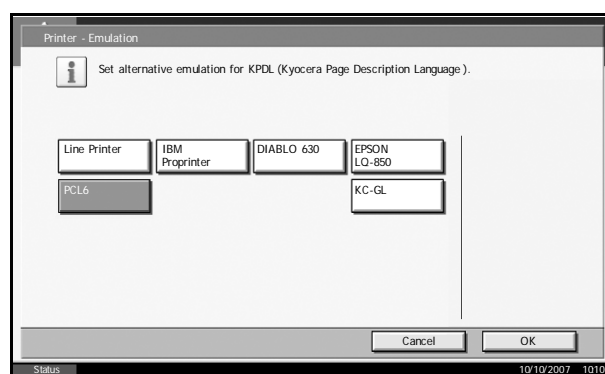 Printer - Emulation
Set alternative emulation for KPDL (Kyocera Page Description Language).
Line Printer
IBM
Proprinter
DIABLO 630
EPSON
LQ-850
PCL6
KC-GL
Cancel
OK
Status
10/10/2007 1010